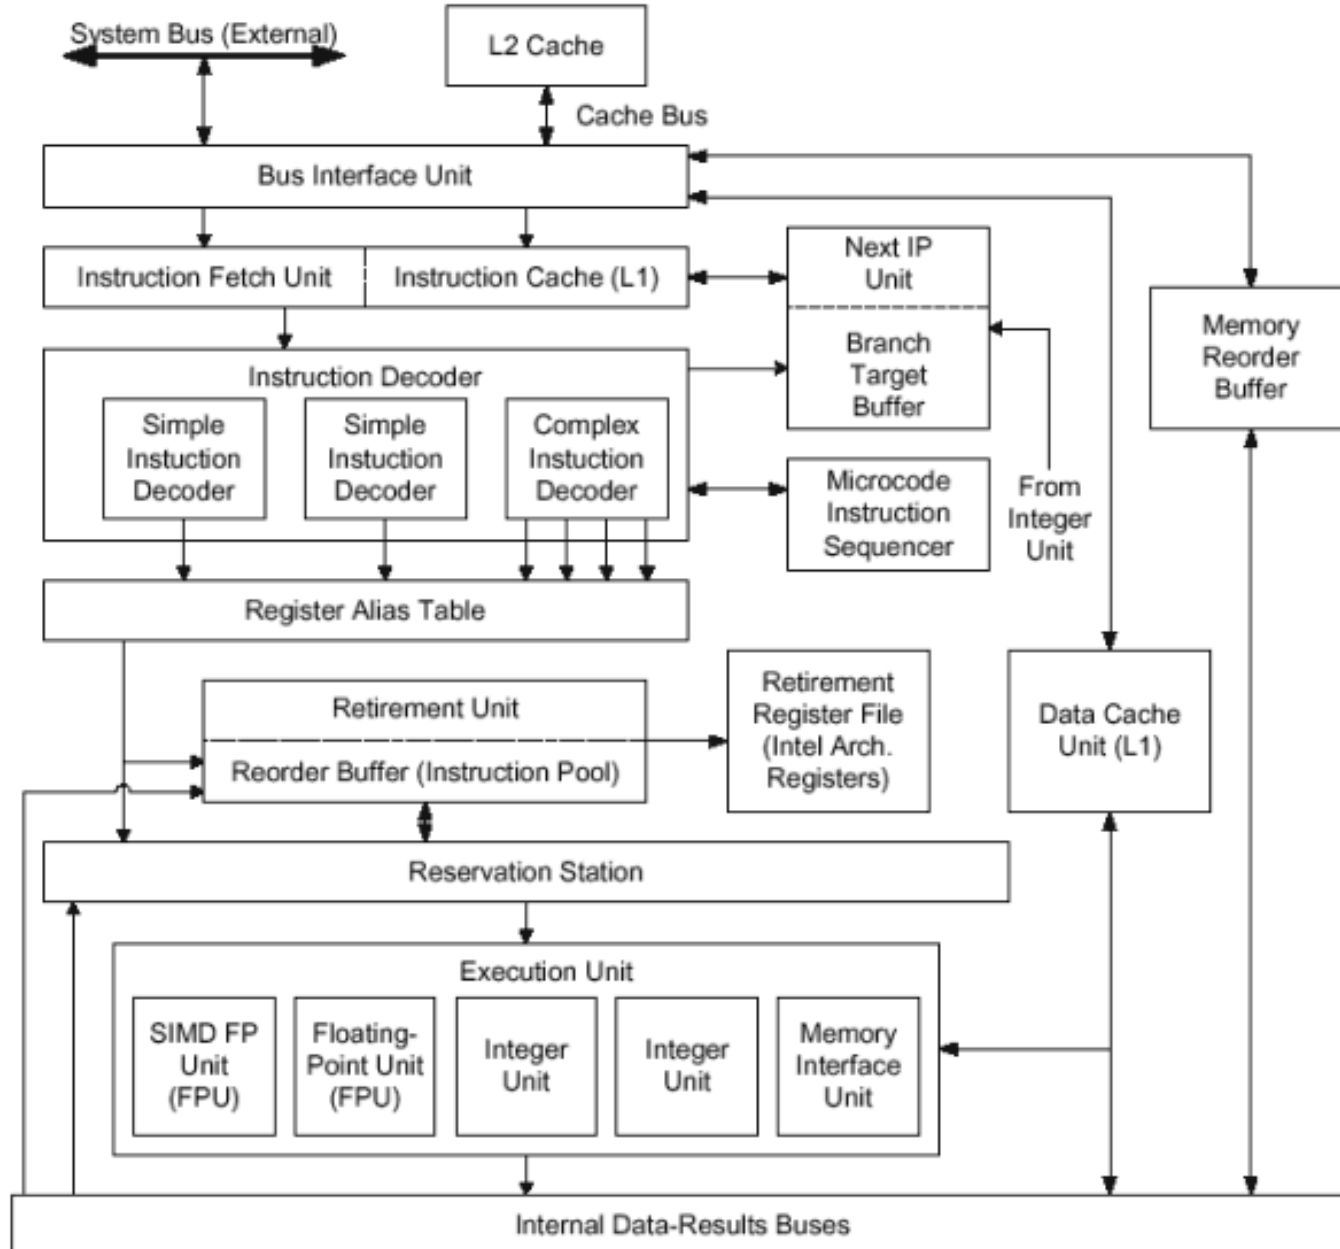 System Bus (External)
L2 Cache
Cache Bus
Bus Interface Unit
Instruction Fetch Unit
Instruction Cache (L1)
Next IP
Unit
Branch
Target
Buffer
Memory
Reorder
Buffer
Instruction Decoder
Simple
Instuction
Decoder
Simple
Instuction
Decoder
Complex
Instuction
Decoder
Microcode
Instruction
Sequencer
From
Integer
Unit
Register Alias Table
Retirement Unit
Reorder Buffer (Instruction Pool)
Retirement
Register File
(Intel Arch.
Registers)
Data Cache
Unit (L1)
Reservation Station
Execution Unit
SIMD FP
Unit
(FPU)
Floating-
Point Unit
(FPU)
Integer
Unit
Integer
Unit
Memory
Interface
Unit
Internal Data-Results Buses